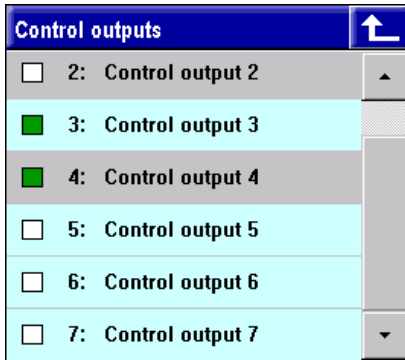 Control outputs
2: Control output 2
3: Control output 3
4: Control output 4
5: Control output 5
6: Control output 6
7: Control output 7